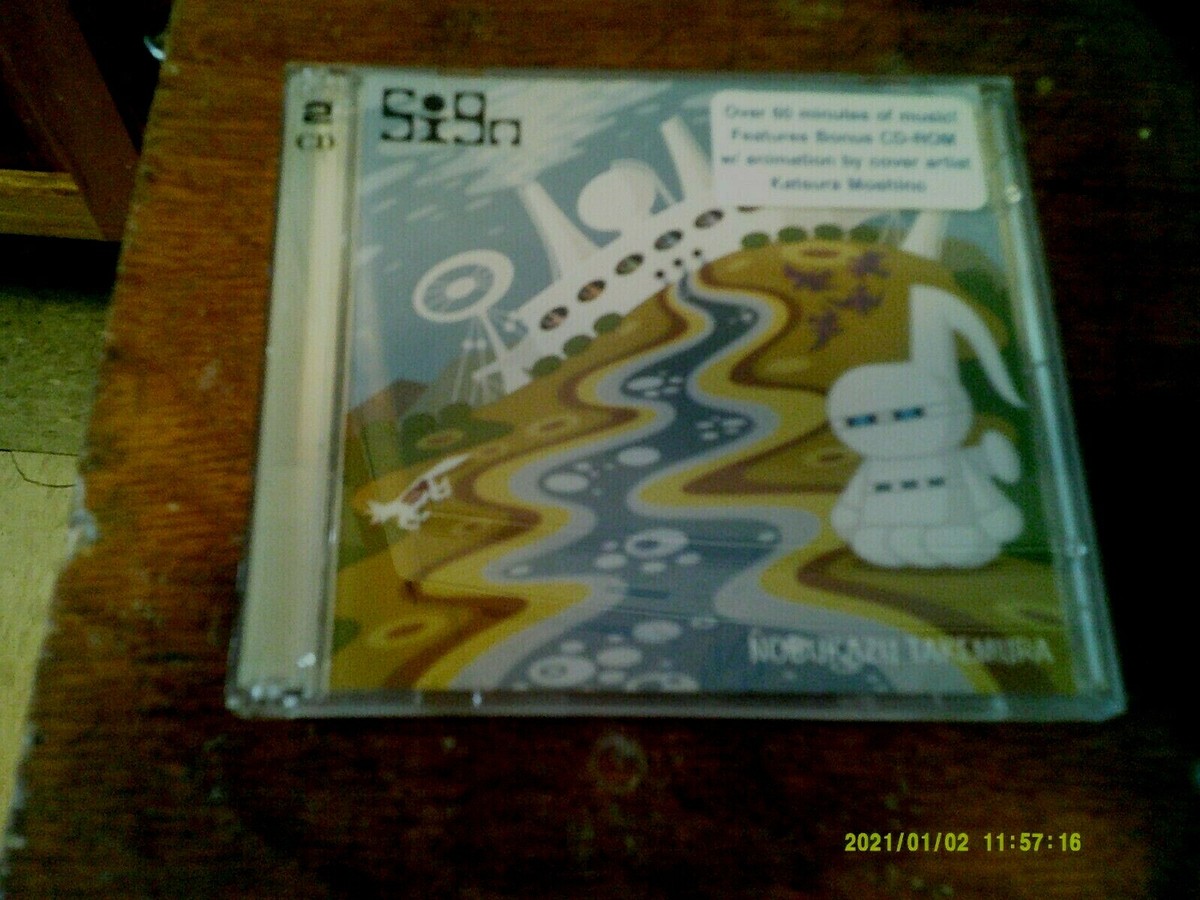 2
CD
Sign
Over 60 minutes of music!
Features Bonus CD-ROM
w/ animation by cover artist
Katsura Moshino
NOBUKAZU TAKEMURA
2021/01/02 11:57:16